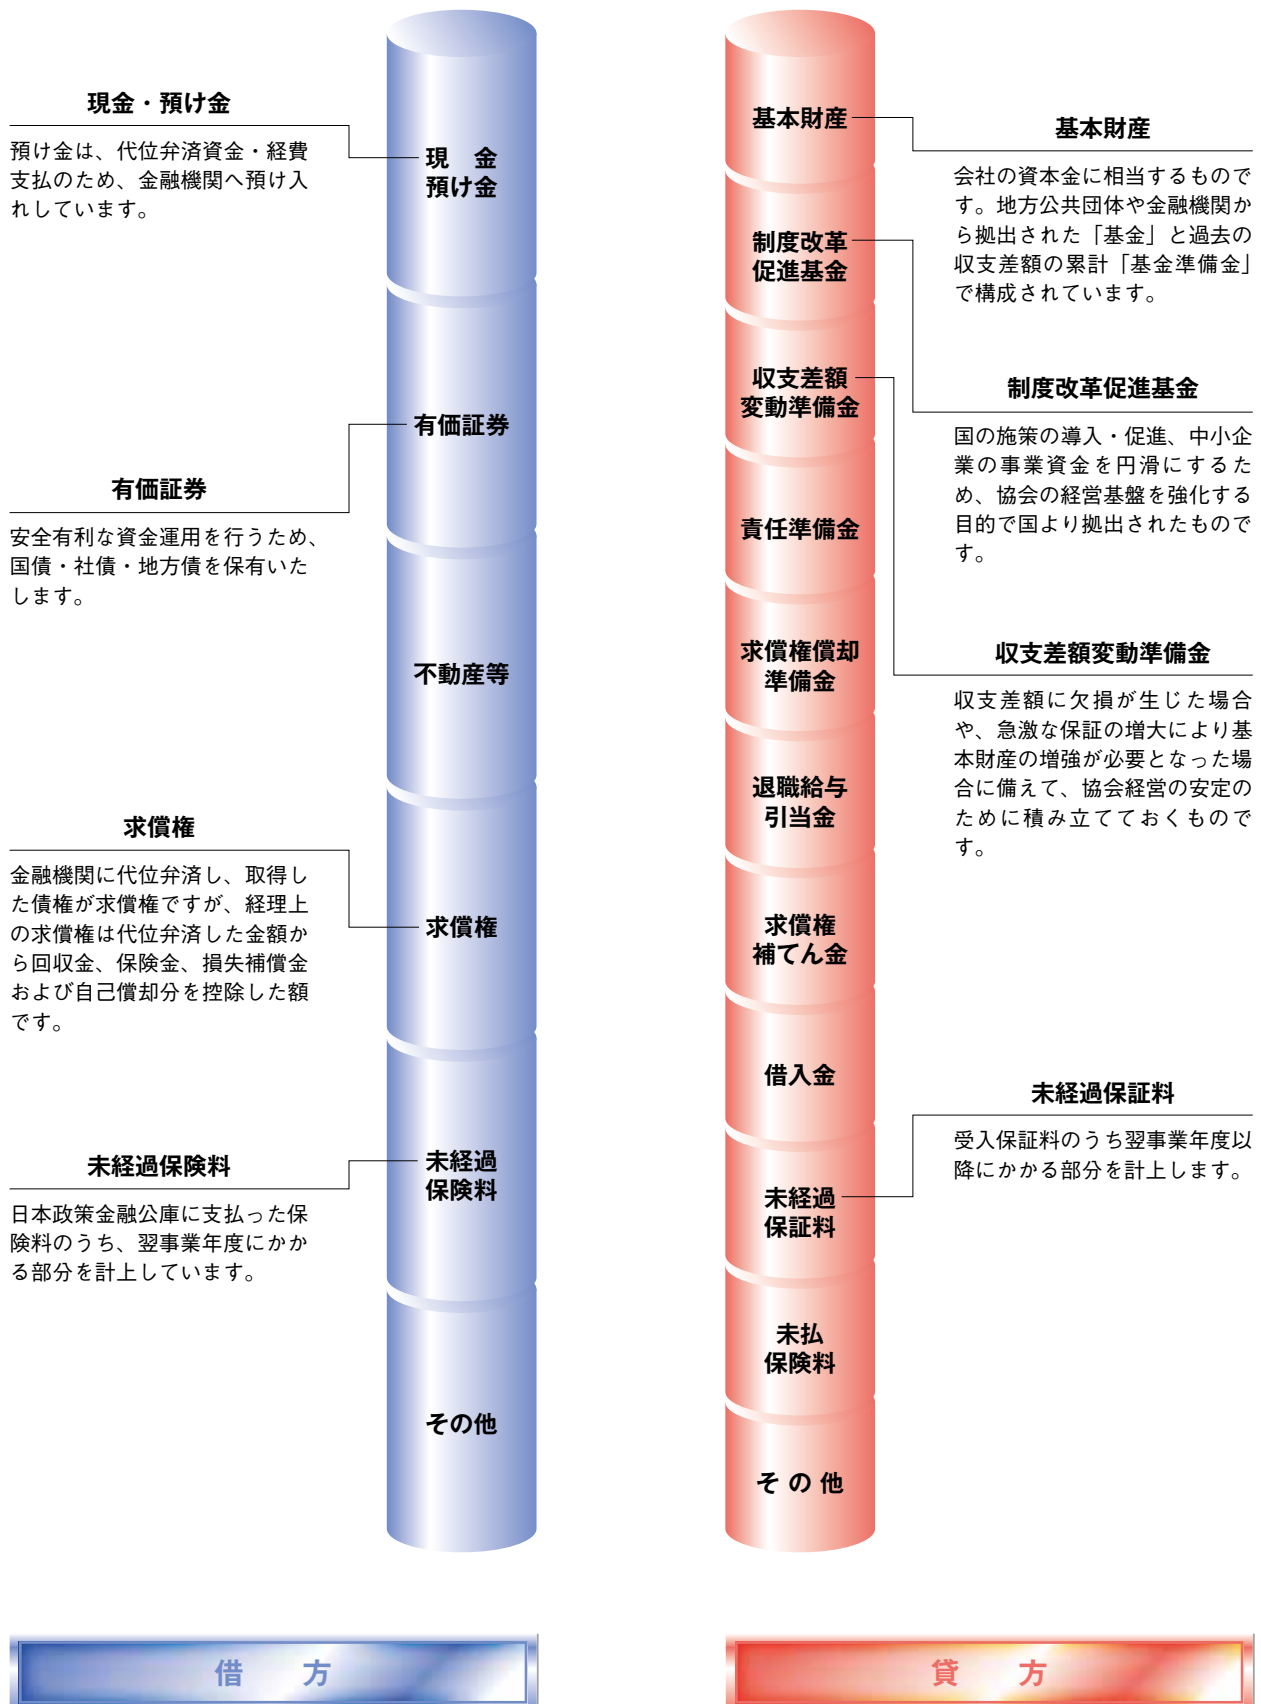 現金・預け金
預け金は、代位弁済資金・経費
支払のため、金融機関へ預け入
れしています。
有価証券
安全有利な資金運用を行うため、
国債・社債・地方債を保有いた
します。
求償権
金融機関に代位弁済し、取得し
た債権が求償権ですが、経理上
の求償権は代位弁済した金額か
ら回収金、保険金、損失補償金
および自己償却分を控除した額
です。
未経過保険料
日本政策金融公庫に支払った保
険料のうち、翌事業年度にかか
る部分を計上しています。
現　金
預け金
有価証券
不動産等
求償権
未経過
保険料
その他
借　方
基本財産
制度改革
促進基金
収支差額
変動準備金
責任準備金
求償権償却
準備金
退職給与
引当金
求償権
補てん金
借入金
未経過
保証料
未払
保険料
その他
貸　方
基本財産
会社の資本金に相当するもので
す。地方公共団体や金融機関か
ら拠出された「基金」と過去の
収支差額の累計「基金準備金」
で構成されています。
制度改革促進基金
国の施策の導入・促進、中小企
業の事業資金を円滑にするた
め、協会の経営基盤を強化する
目的で国より拠出されたもので
す。
収支差額変動準備金
収支差額に欠損が生じた場合
や、急激な保証の増大により基
本財産の増強が必要となった場
合に備えて、協会経営の安定の
ために積み立てておくもので
す。
未経過保証料
受入保証料のうち翌事業年度以
降にかかる部分を計上します。